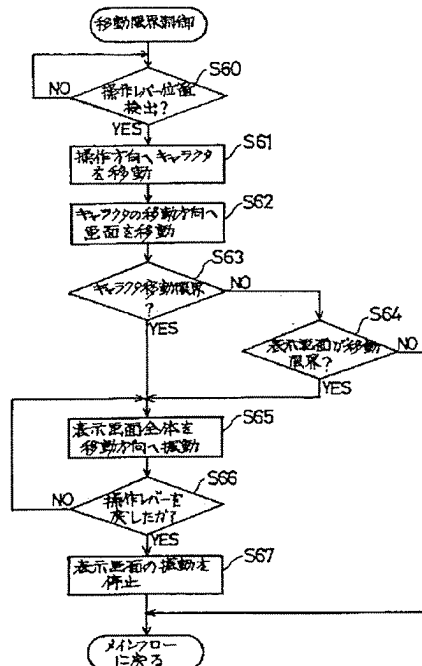 移動限界制御
S60
操作レバー位置
検出?
NO
YES
S61
操作方向へキャラクタ
を移動
S62
キャラクタの移動方向へ
画面を移動
S63
キャラクタ移動限界
?
NO
YES
S64
表示画面が移動
限界?
NO
YES
S65
表示画面全体を
移動方向へ振動
S66
操作レバーを
戻したか?
NO
YES
S67
表示画面の振動を
停止
メインフロー
に戻る